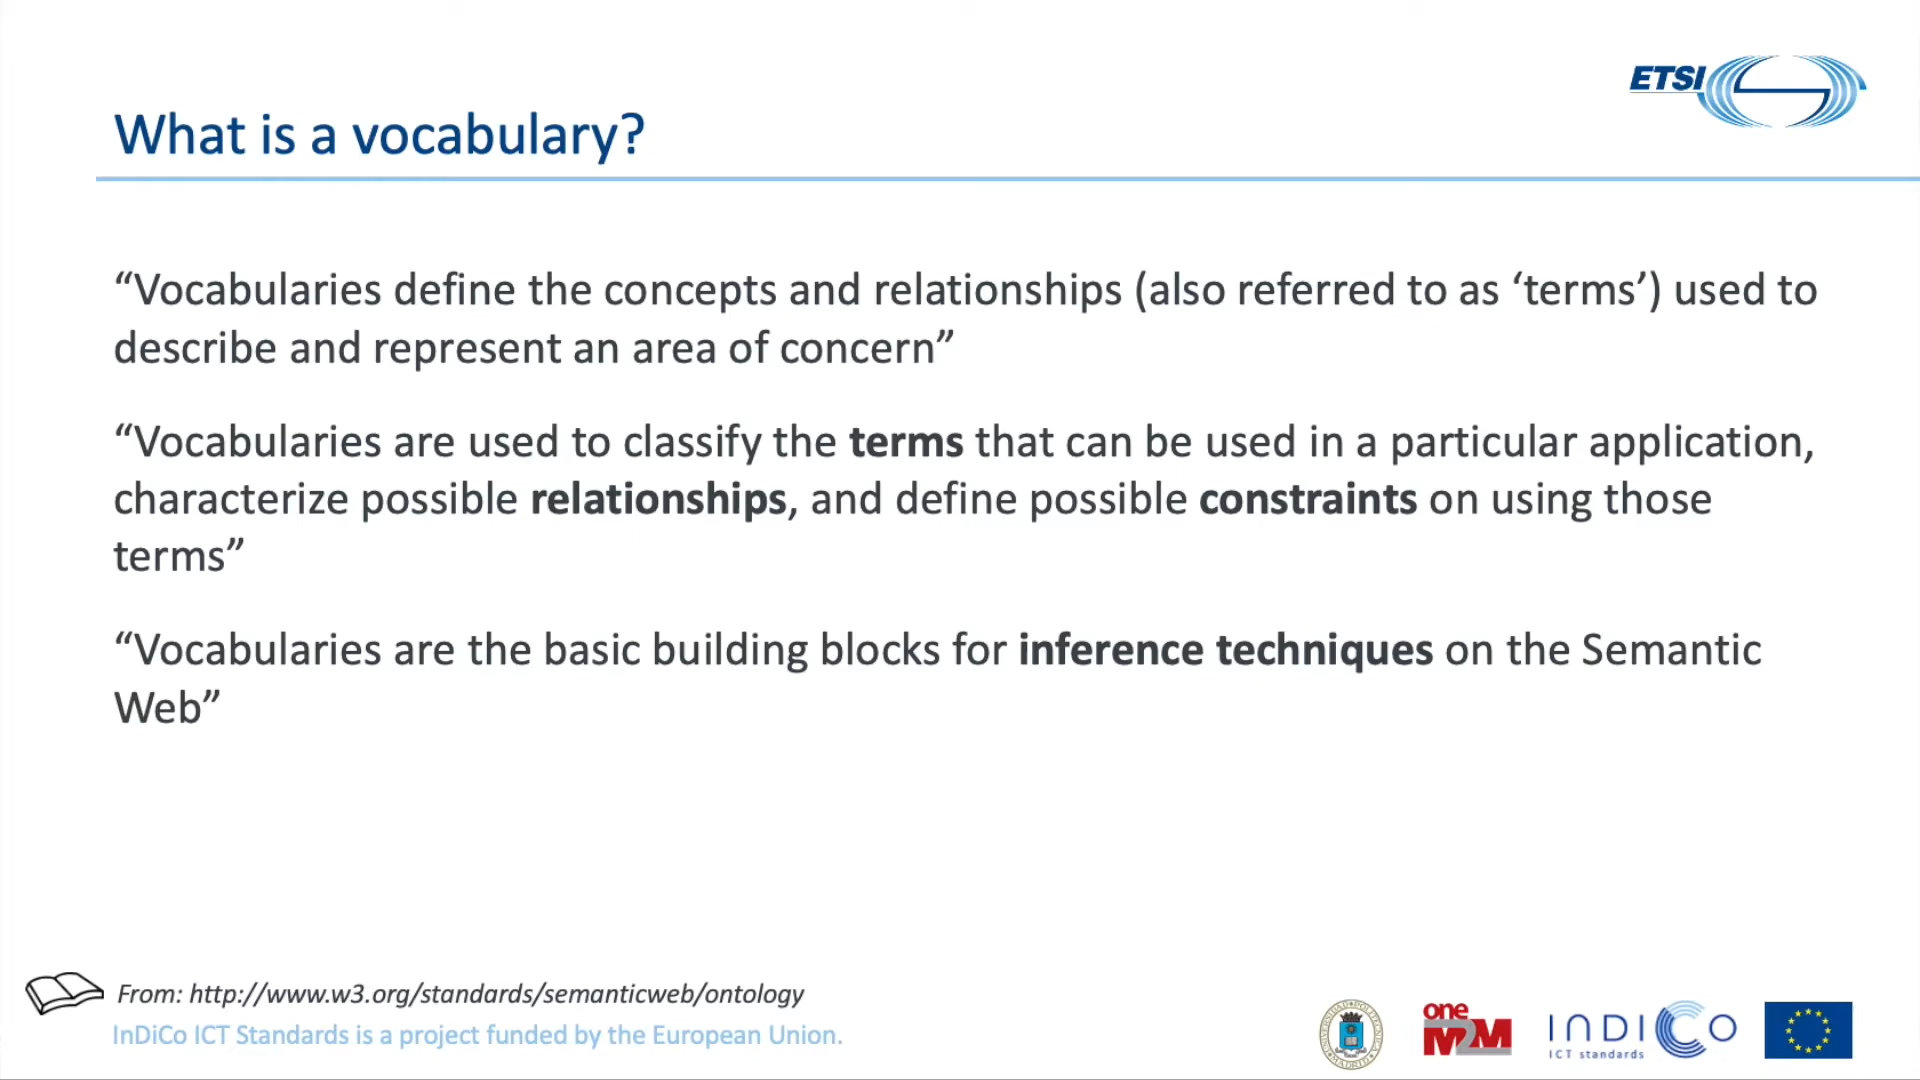 ETSI
What is a vocabulary?
“Vocabularies define the concepts and relationships (also referred to as ‘terms’) used to
describe and represent an area of concern”
“Vocabularies are used to classify the terms that can be used in a particular application,
characterize possible relationships, and define possible constraints on using those
terms”
“Vocabularies are the basic building blocks for inference techniques on the Semantic
Web”
From: http://www.w3.org/standards/semanticweb/ontology
InDiCo ICT Standards is a project funded by the European Union.
one
M2M
INDICO
ICT standards